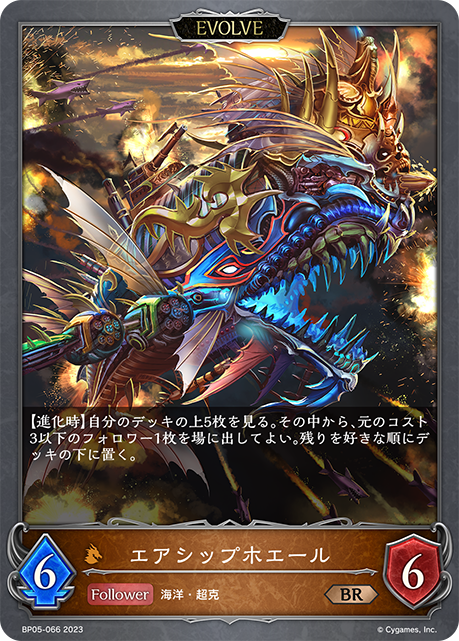 EVOLVE
【進化時】自分のデッキの上5枚を見る。その中から、元のコスト
3以下のフォロワー1枚を場に出してよい。残りを好きな順にデ
ッキの下に置く。
エアシップホエール
6
6
Follower 海洋・超克
BR
BP05-066 2023
© Cygames, Inc.